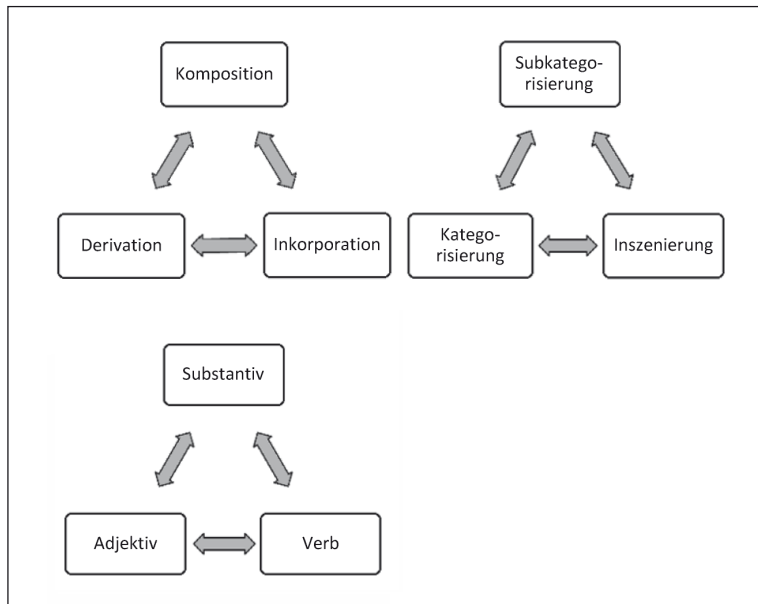 Komposition
Derivation
Inkorporation
Subkatego-
risierung
Katego-
risierung
Inszenierung
Substantiv
Adjektiv
Verb